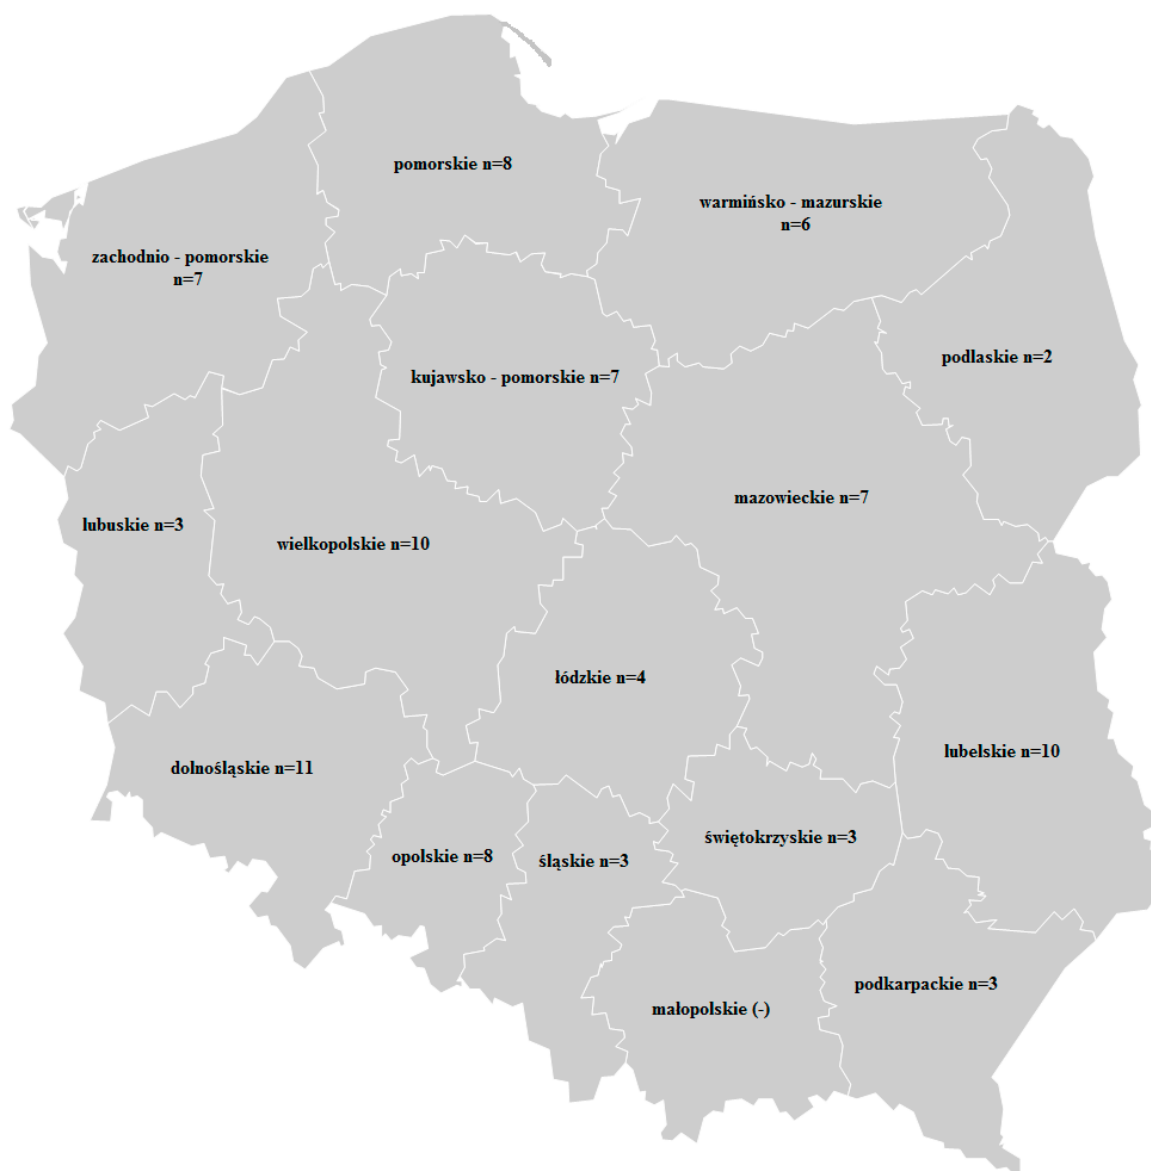 pomorskie n=8
warmińsko - mazurskie
n=6
zachodnio - pomorskie
n=7
podlaskie n=2
kujawsko - pomorskie n=7
mazowieckie n=7
lubuskie n=3
wielkopolskie n=10
łódzkie n=4
lubelskie n=10
dolnośląskie n=11
świętokrzyskie n=3
opolskie n=8
śląskie n=3
podkarpackie n=3
małopolskie (-)